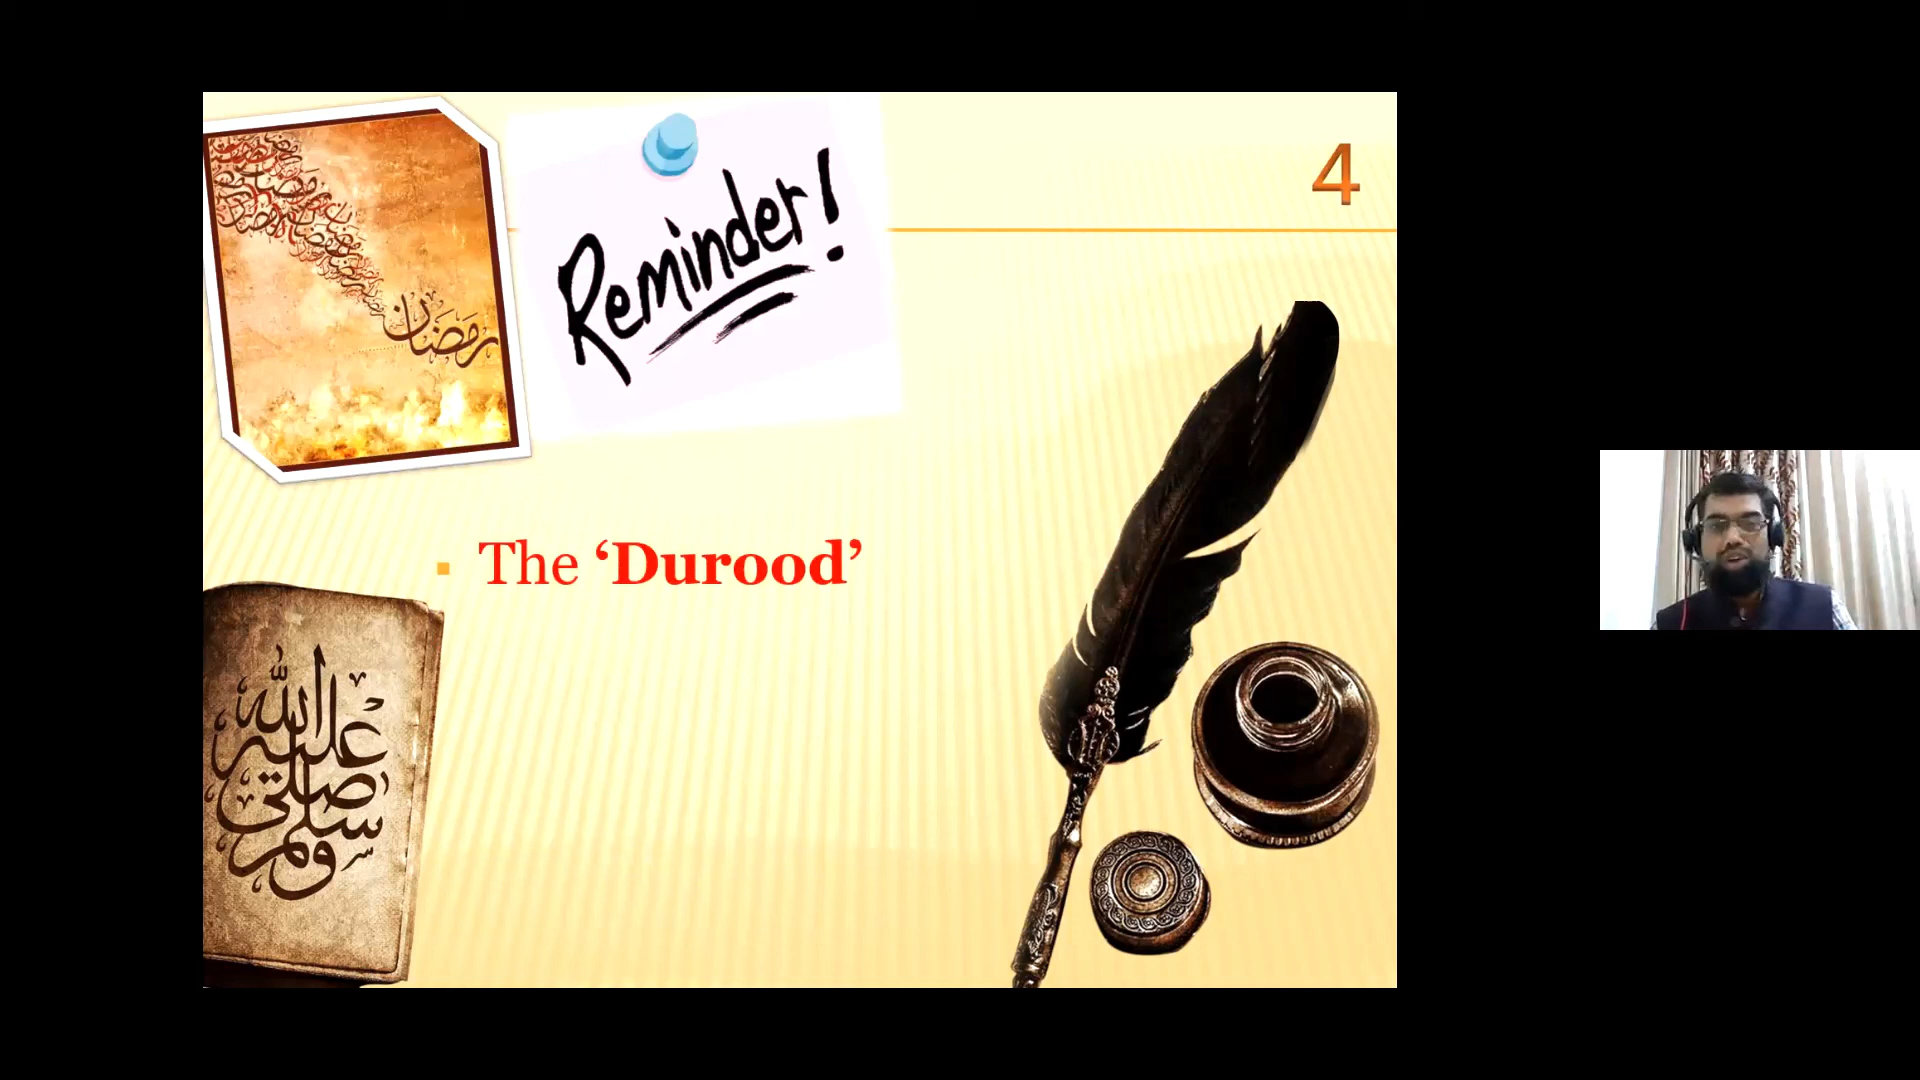 Reminder!
4
رمضان
The ‘Durood’
صلى الله
عليه
وسلم